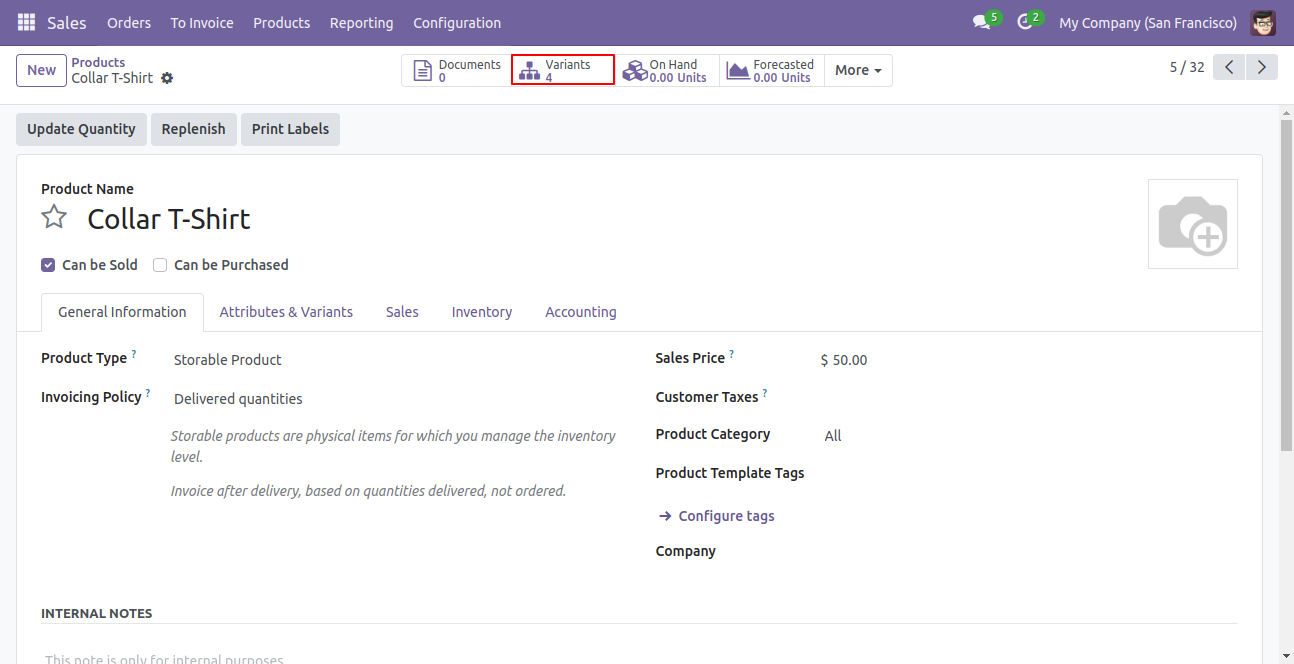 Sales Orders To Invoice Products Reporting Configuration 5 2 My Company (San Francisco)
New Products Documents Variants On Hand Forecasted More 5 / 32
Collar T-Shirt 0 4 0.00 Units 0.00 Units
Update Quantity Replenish Print Labels
Product Name
Collar T-Shirt
Can be Sold Can be Purchased
General Information Attributes & Variants Sales Inventory Accounting
Product Type ? Storable Product Sales Price ? $ 50.00
Invoicing Policy ? Delivered quantities Customer Taxes ?
Storable products are physical items for which you manage the inventory Product Category All
level.
Product Template Tags
Invoice after delivery, based on quantities delivered, not ordered.
Configure tags
Company
INTERNAL NOTES
This note is only for internal purposes.